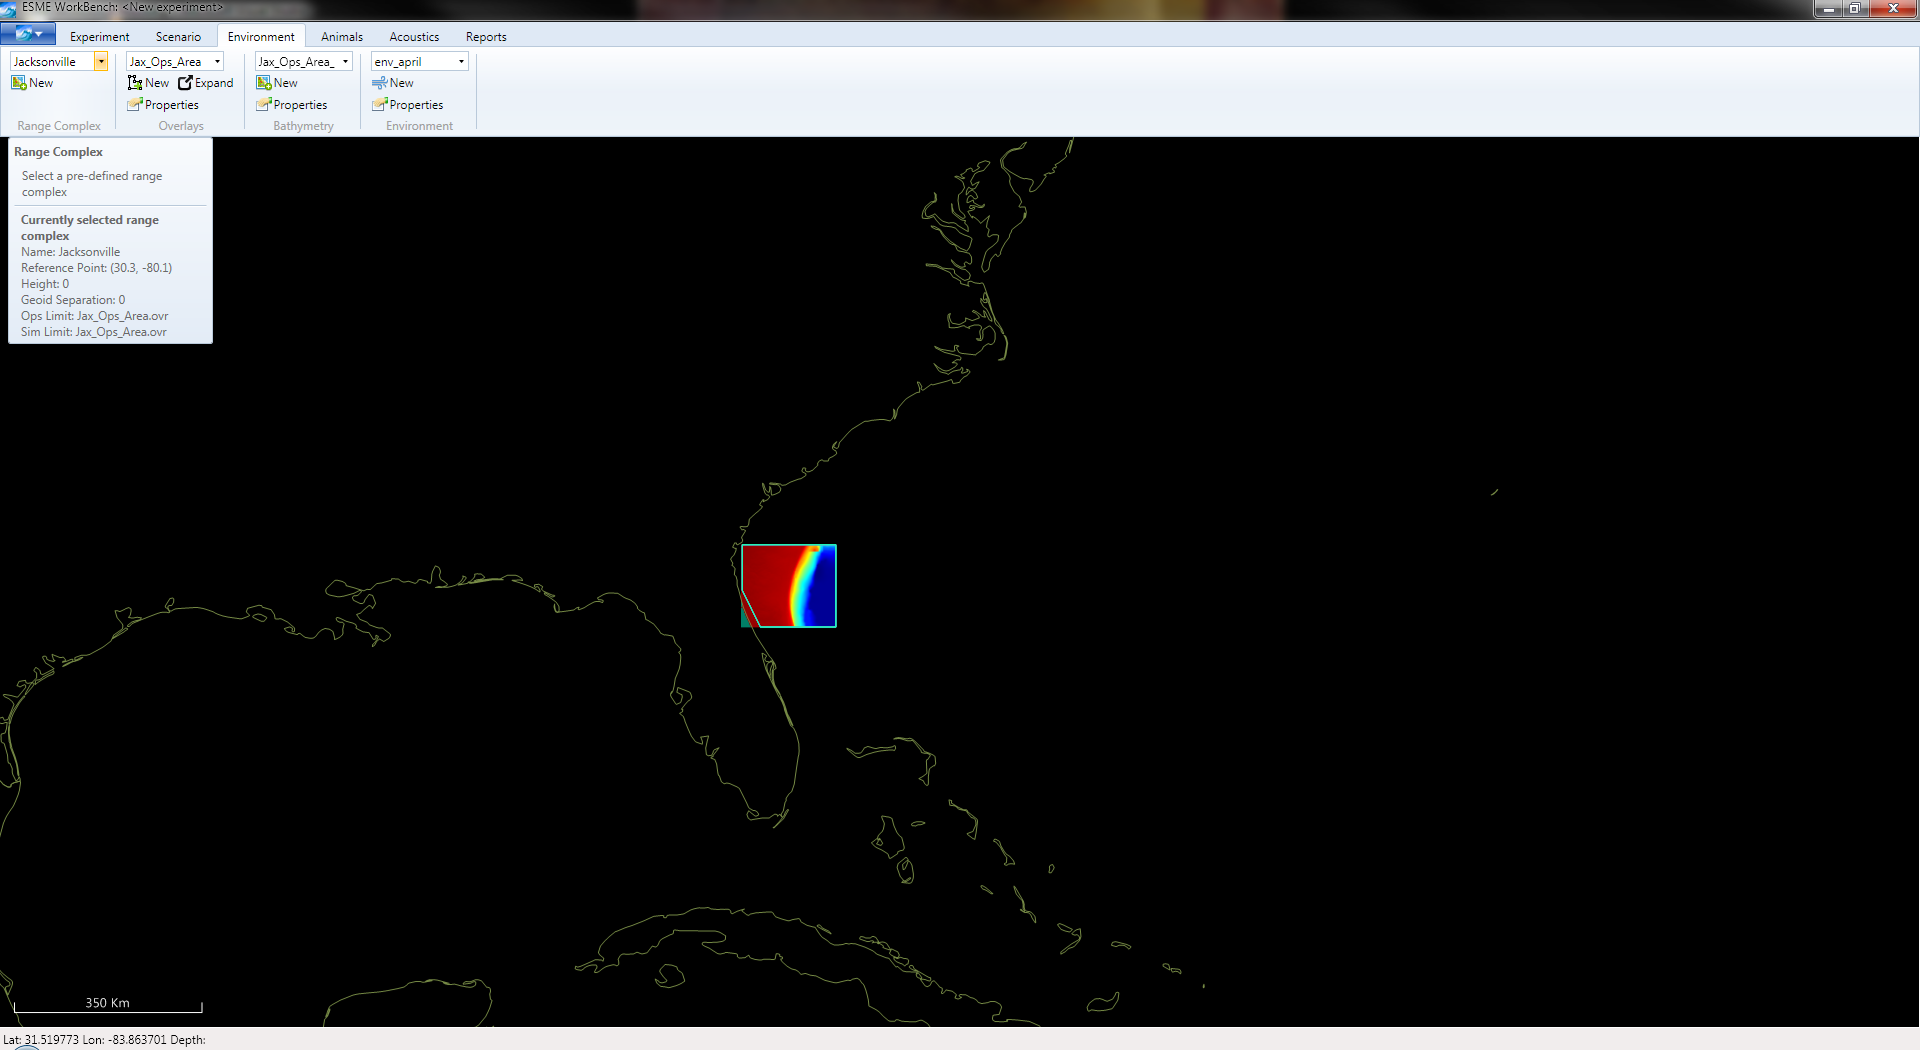 ESME WorkBench: <New experiment>
Experiment Scenario Environment Animals Acoustics Reports
Jacksonville Jax_Ops_Area Jax_Ops_Area_ env_april
New New Expand New New
Properties Properties Properties
Range Complex Overlays Bathymetry Environment
Range Complex
Select a pre-defined range
complex
Currently selected range
complex
Name: Jacksonville
Reference Point: (30.3, -80.1)
Height: 0
Geoid Separation: 0
Ops Limit: Jax_Ops_Area.ovr
Sim Limit: Jax_Ops_Area.ovr
350 Km
Lat: 31.519773 Lon: -83.863701 Depth: